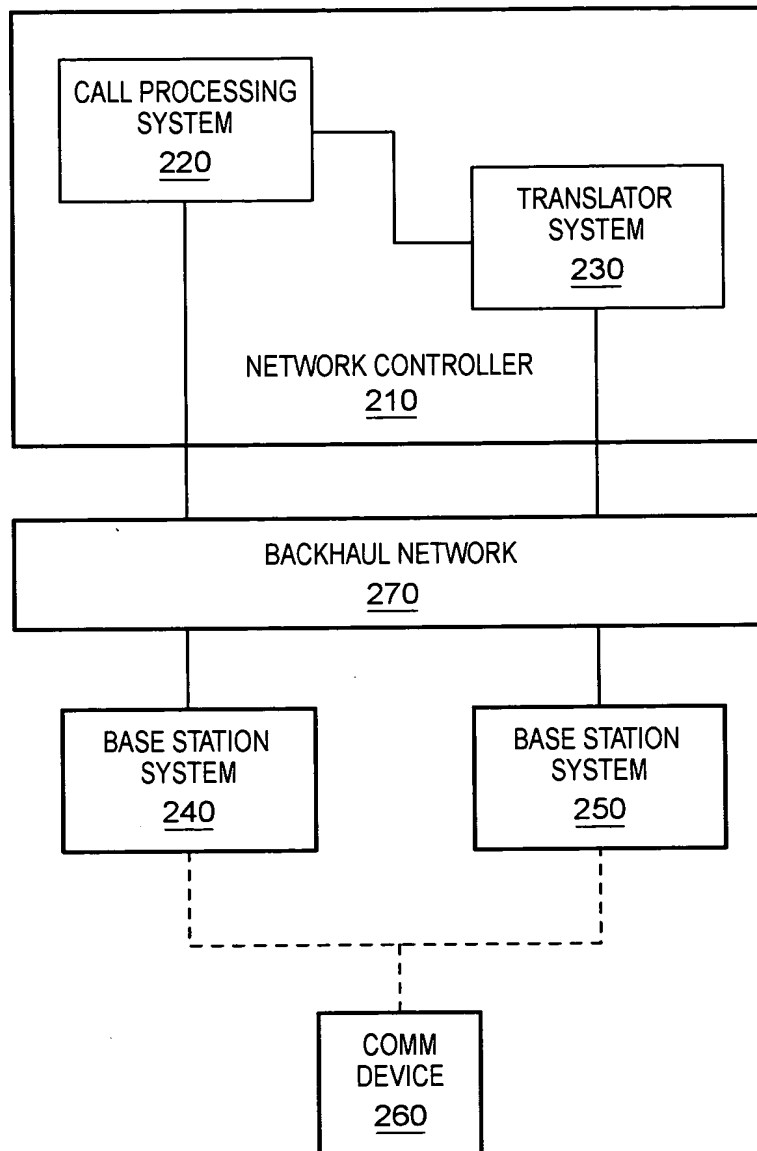 CALL PROCESSING
SYSTEM
220
TRANSLATOR
SYSTEM
230
NETWORK CONTROLLER
210
BACKHAUL NETWORK
270
BASE STATION
SYSTEM
240
BASE STATION
SYSTEM
250
COMM
DEVICE
260